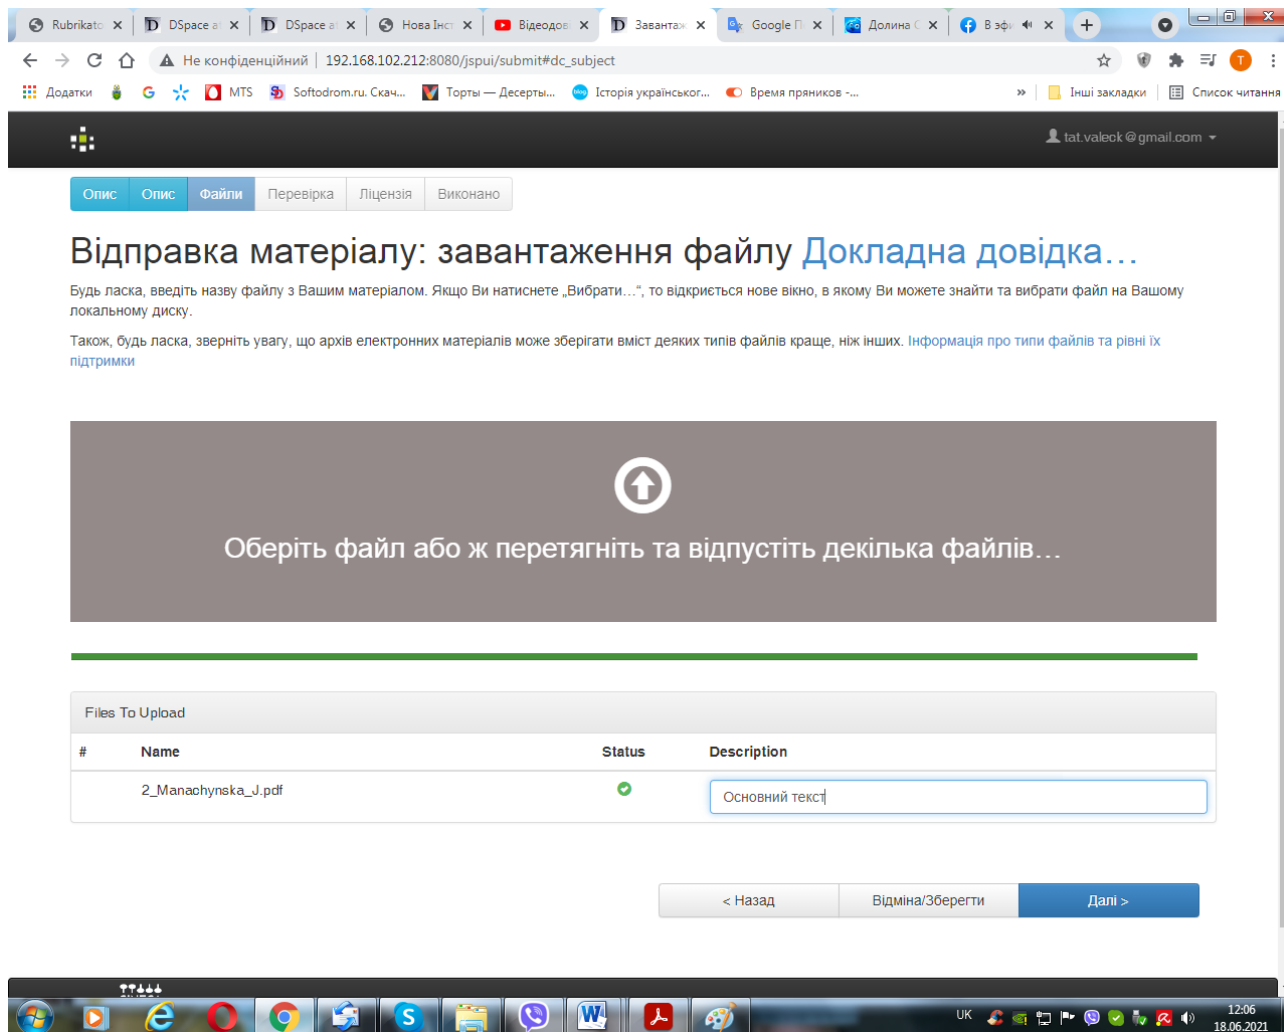 Rubrikato
DSpace a
DSpace a
Нова Інст
Відеодов
Завантаж
Google П
Долина С
В эфи
Не конфіденційний | 192.168.102.212:8080/jspui/submit#dc_subject
Додатки
MTS
Softodrom.ru. Скач...
Торты — Десерты...
Історія українськог...
Время пряников -...
»
Інші закладки
Список читання
tat.valeck@gmail.com
Опис
Опис
Файли
Перевірка
Ліцензія
Виконано
Відправка матеріалу: завантаження файлу Докладна довідка…
Будь ласка, введіть назву файлу з Вашим матеріалом. Якщо Ви натиснете „Вибрати…“, то відкриється нове вікно, в якому Ви можете знайти та вибрати файл на Вашому
локальному диску.
Також, будь ласка, зверніть увагу, що архів електронних матеріалів може зберігати вміст деяких типів файлів краще, ніж інших. Інформація про типи файлів та рівні їх
підтримки
Оберіть файл або ж перетягніть та відпустіть декілька файлів…
Files To Upload
# Name Status Description
2_Manachynska_J.pdf Основний текст
< Назад
Відміна/Зберегти
Далі >
UK
12:06
18.06.2021